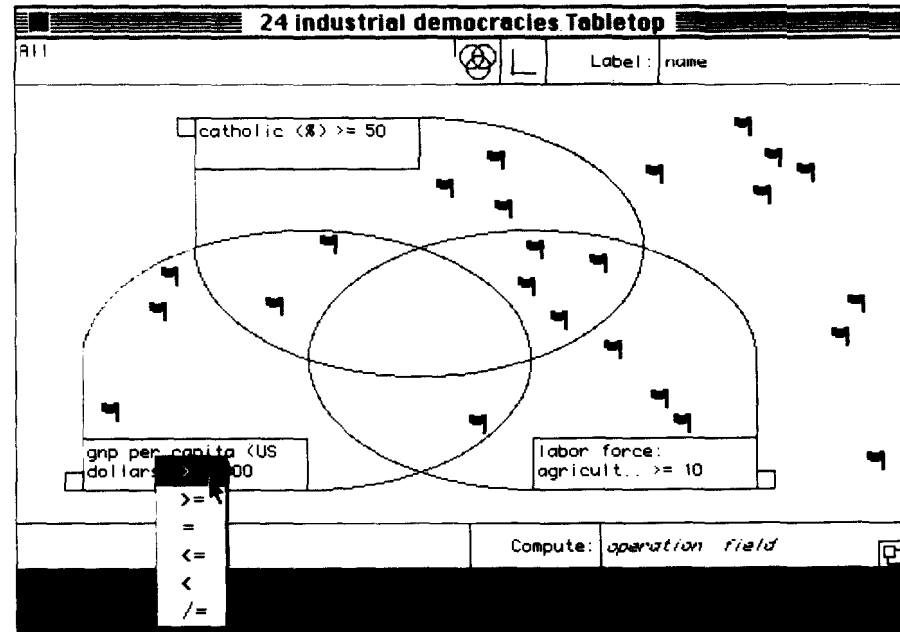 24 industrial democracies Tabletop
All
Label: name
catholic (%) >= 50
gnp per capita (US
dollars > 00
labor force:
agricult.. >= 10
>=
=
<=
<
/=
Compute: operation field